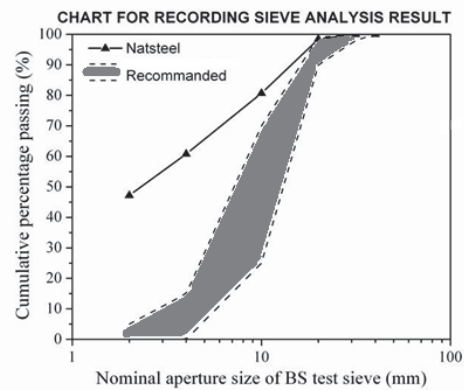 CHART FOR RECORDING SIEVE ANALYSIS RESULT
Natsteel
Recommanded
Cumulative percentage passing (%)
100
90
80
70
60
50
40
30
20
10
0
1
10
100
Nominal aperture size of BS test sieve (mm)